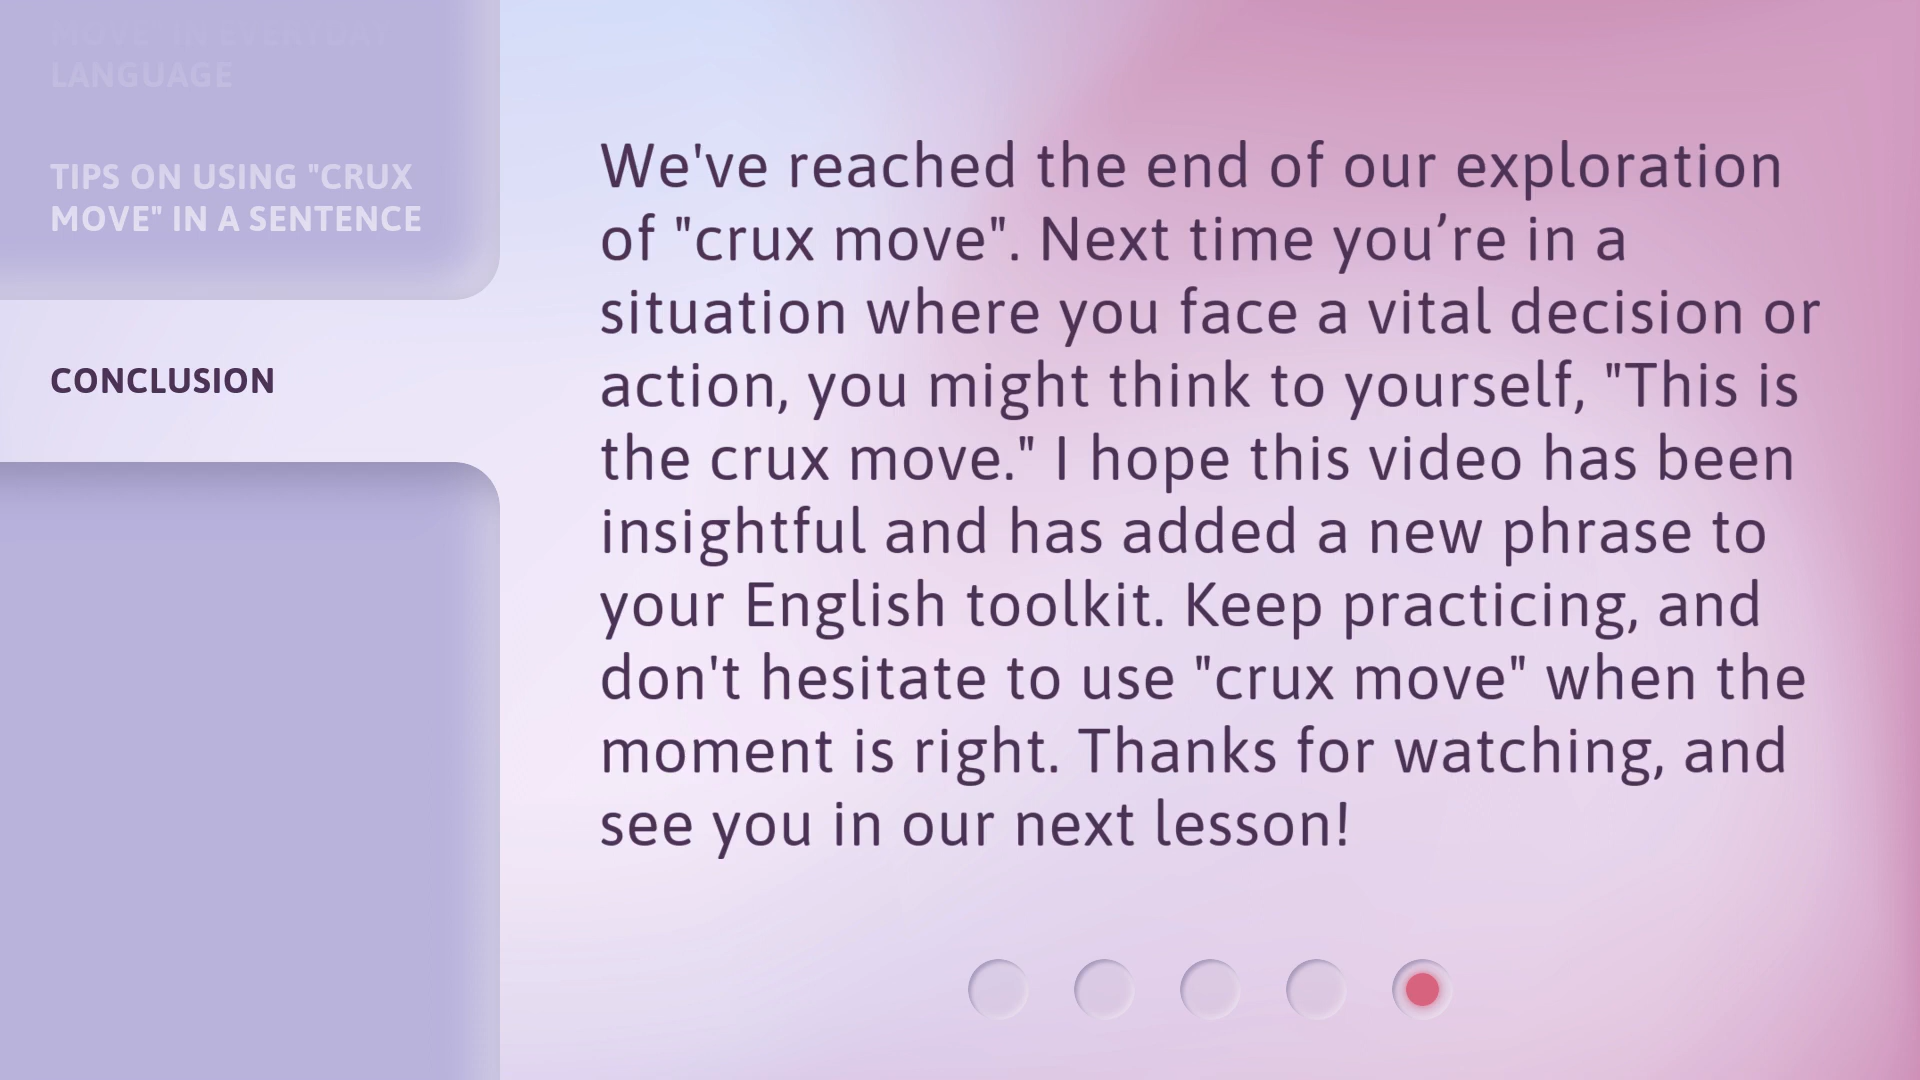 MOVE" IN EVERYDAY
LANGUAGE
TIPS ON USING "CRUX
MOVE" IN A SENTENCE
CONCLUSION
We've reached the end of our exploration
of "crux move". Next time you’re in a
situation where you face a vital decision or
action, you might think to yourself, "This is
the crux move." I hope this video has been
insightful and has added a new phrase to
your English toolkit. Keep practicing, and
don't hesitate to use "crux move" when the
moment is right. Thanks for watching, and
see you in our next lesson!